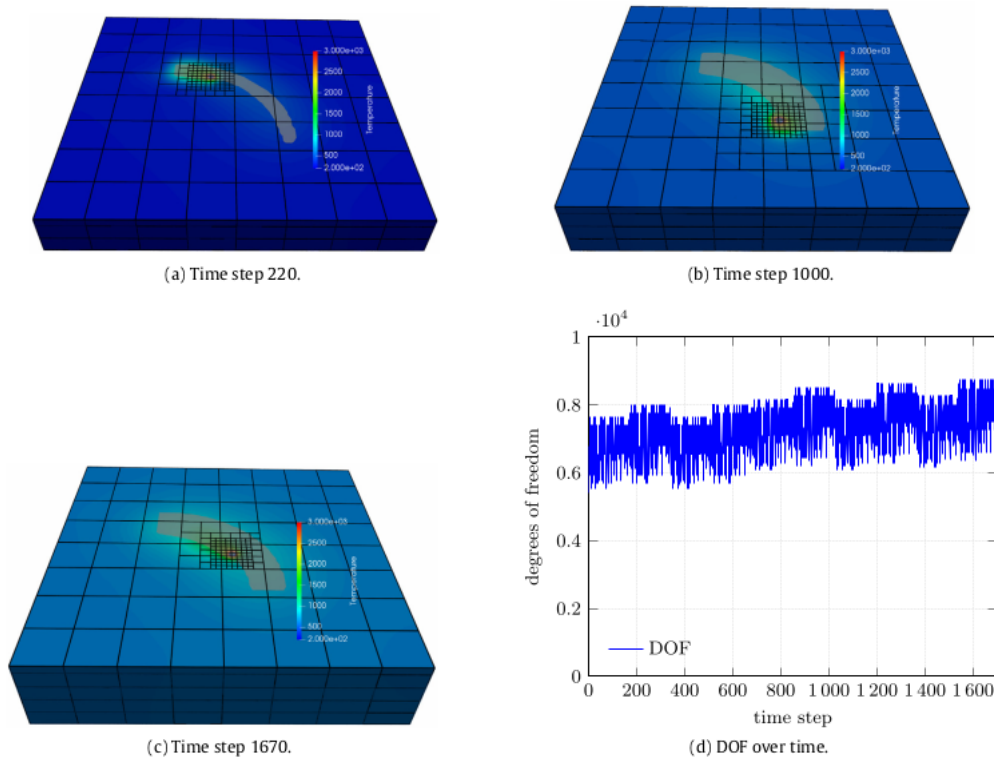 3.000e+03
2500
2000
1500
1000
500
2.000e+02
Temperature
(a) Time step 220.
3.000e+03
2500
2000
1500
1000
500
2.000e+02
Temperature
(b) Time step 1000.
3.000e+03
2500
2000
1500
1000
500
2.000e+02
Temperature
(c) Time step 1670.
·10⁴
1
0.8
0.6
0.4
0.2
0
degrees of freedom
DOF
0 200 400 600 800 1 000 1 200 1 400 1 600
time step
(d) DOF over time.